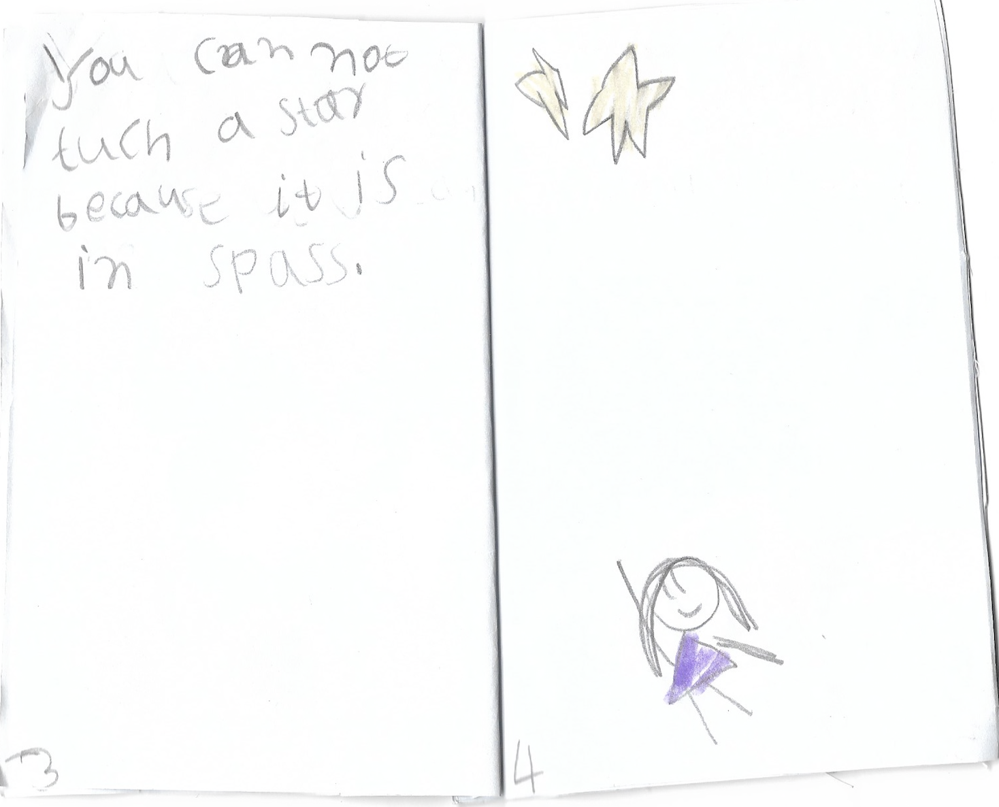 You can not
tuch a star
because it is
in spass.
3
4